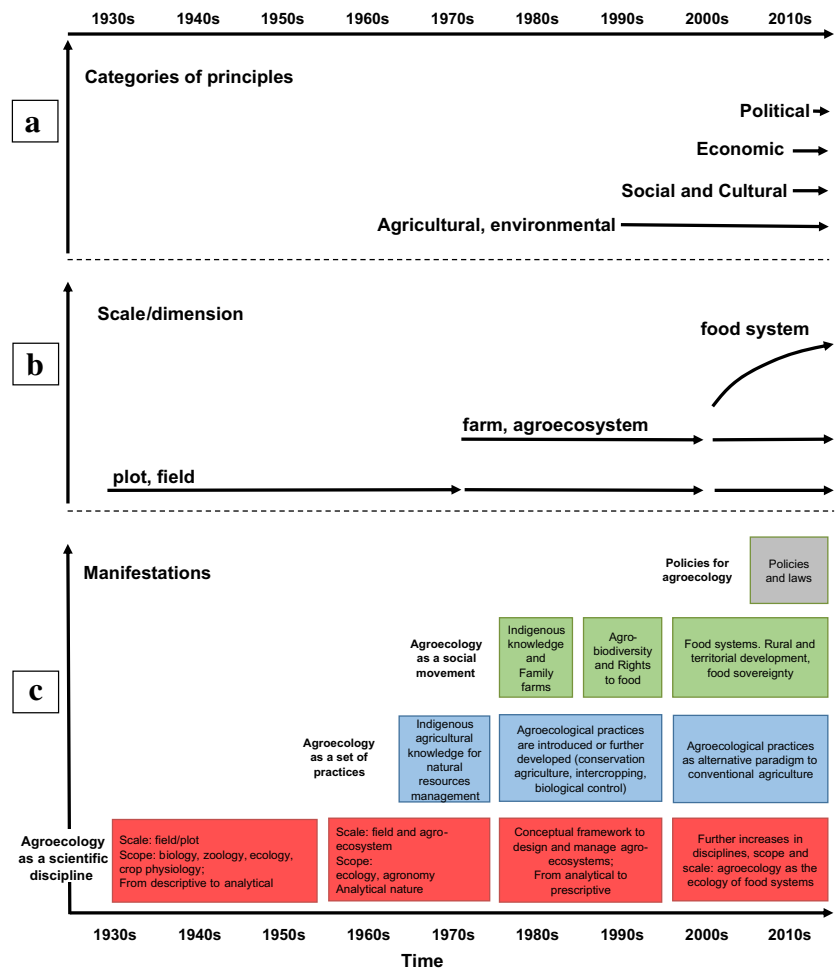 1930s 1940s 1950s 1960s 1970s 1980s 1990s 2000s 2010s
Categories of principles
a
Political
Economic
Social and Cultural
Agricultural, environmental
Scale/dimension
b
food system
farm, agroecosystem
plot, field
Manifestations
c
Policies for
agroecology
Policies
and laws
Agroecology
as a social
movement
Indigenous
knowledge
and
Family
farms
Agro-
biodiversity
and Rights
to food
Food systems. Rural and
territorial development,
food sovereignty
Agroecology
as a set of
practices
Indigenous
agricultural
knowledge for
natural
resources
management
Agroecological practices
are introduced or further
developed (conservation
agriculture, intercropping,
biological control)
Agroecological practices
as alternative paradigm to
conventional agriculture
Agroecology
as a scientific
discipline
Scale: field/plot
Scope: biology, zoology, ecology,
crop physiology;
From descriptive to analytical
Scale: field and agro-
ecosystem
Scope:
ecology, agronomy
Analytical nature
Conceptual framework to
design and manage agro-
ecosystems;
From analytical to
prescriptive
Further increases in
disciplines, scope and
scale: agroecology as the
ecology of food systems
1930s 1940s 1950s 1960s 1970s 1980s 1990s 2000s 2010s
Time